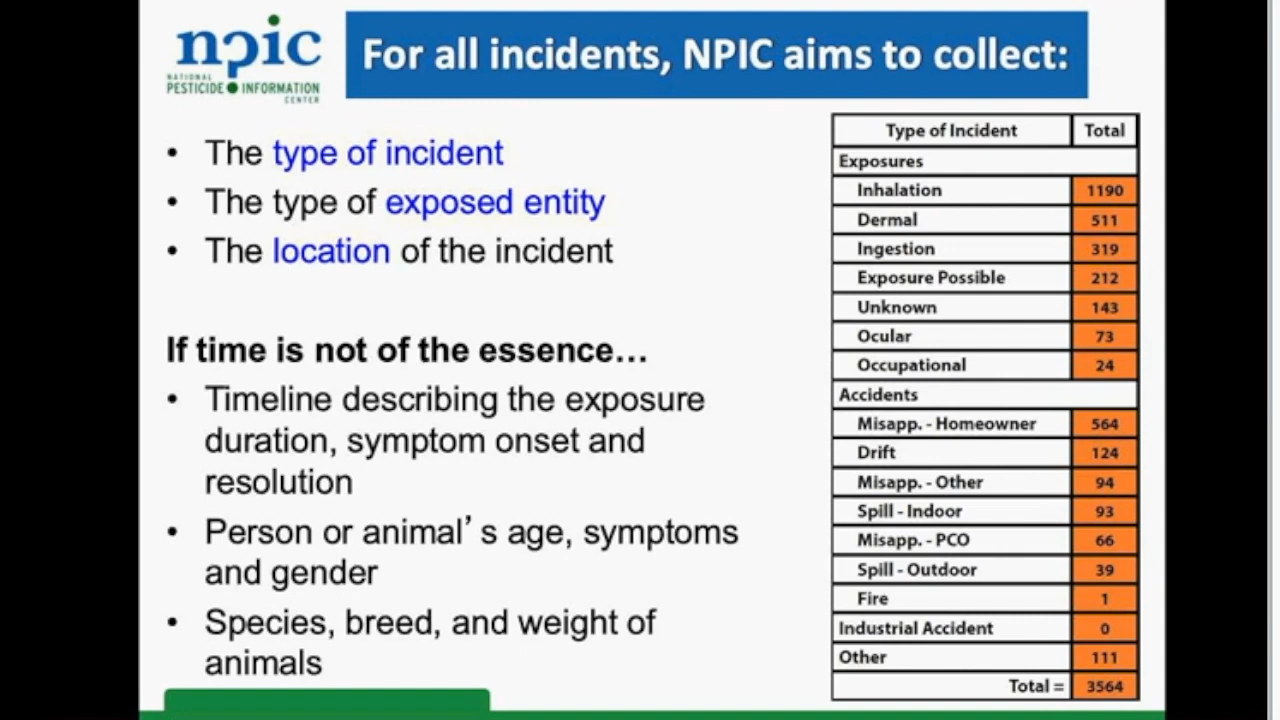 npic
NATIONAL
PESTICIDE INFORMATION
CENTER
For all incidents, NPIC aims to collect:
• The type of incident
• The type of exposed entity
• The location of the incident
If time is not of the essence…
• Timeline describing the exposure
duration, symptom onset and
resolution
• Person or animal’s age, symptoms
and gender
• Species, breed, and weight of
animals
Type of Incident Total
Exposures
Inhalation 1190
Dermal 511
Ingestion 319
Exposure Possible 212
Unknown 143
Ocular 73
Occupational 24
Accidents
Misapp. - Homeowner 564
Drift 124
Misapp. - Other 94
Spill - Indoor 93
Misapp. - PCO 66
Spill - Outdoor 39
Fire 1
Industrial Accident 0
Other 111
Total = 3564